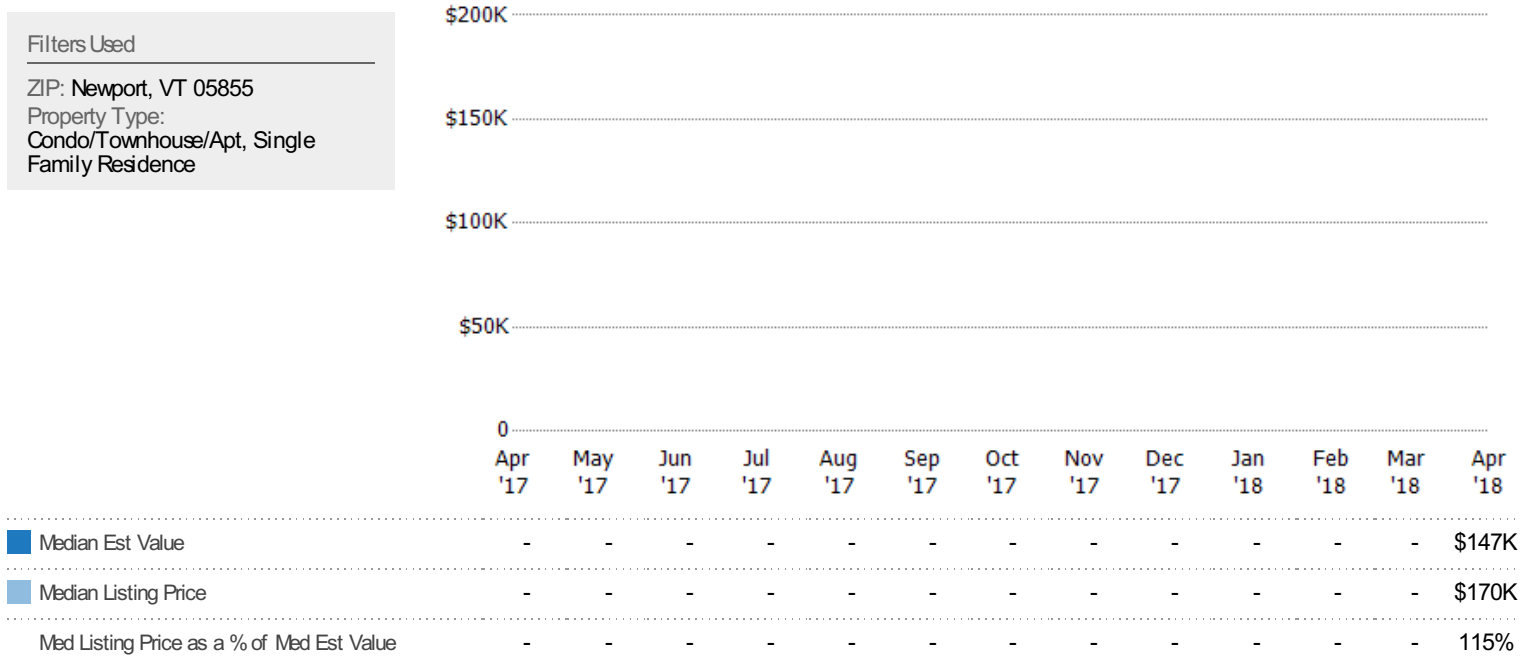 Filters Used
ZIP: Newport, VT 05855
Property Type:
Condo/Townhouse/Apt, Single
Family Residence
$200K
$150K
$100K
$50K
0
Apr May Jun Jul Aug Sep Oct Nov Dec Jan Feb Mar Apr
'17 '17 '17 '17 '17 '17 '17 '17 '17 '18 '18 '18 '18
Median Est Value - - - - - - - - - - - - $147K
Median Listing Price - - - - - - - - - - - - $170K
Med Listing Price as a % of Med Est Value - - - - - - - - - - - - 115%